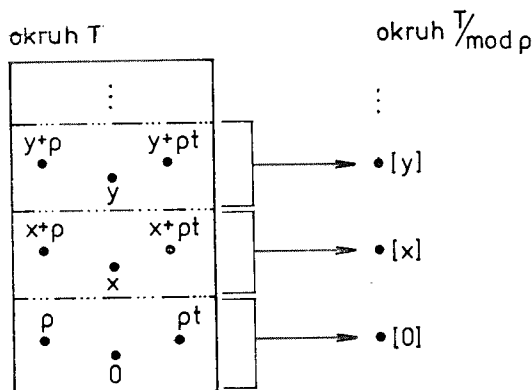 okruh T
okruh T/mod p
⋮
⋮
y+p y+pt
y
[y]
x+p x+pt
x
[x]
p pt
0
[0]